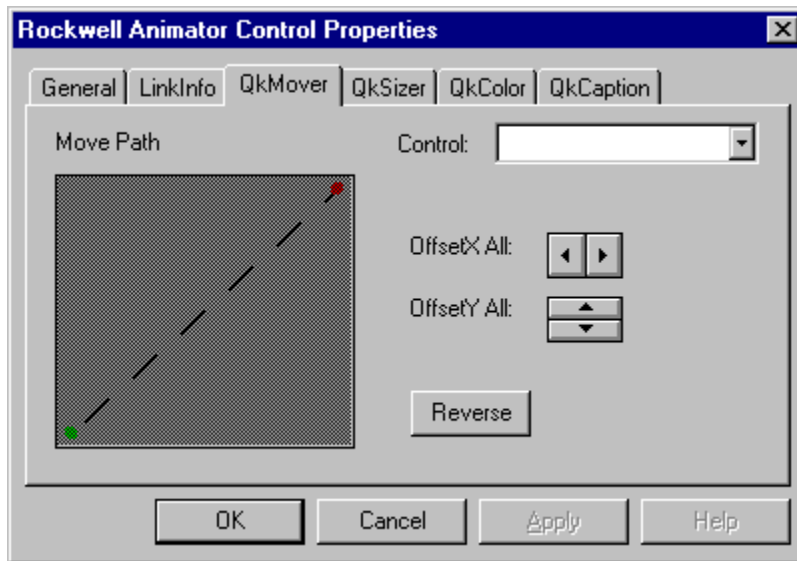 Rockwell Animator Control Properties
General LinkInfo QkMover QkSizer QkColor QkCaption
Move Path Control:
OffsetX All:
OffsetY All:
Reverse
OK Cancel Apply Help